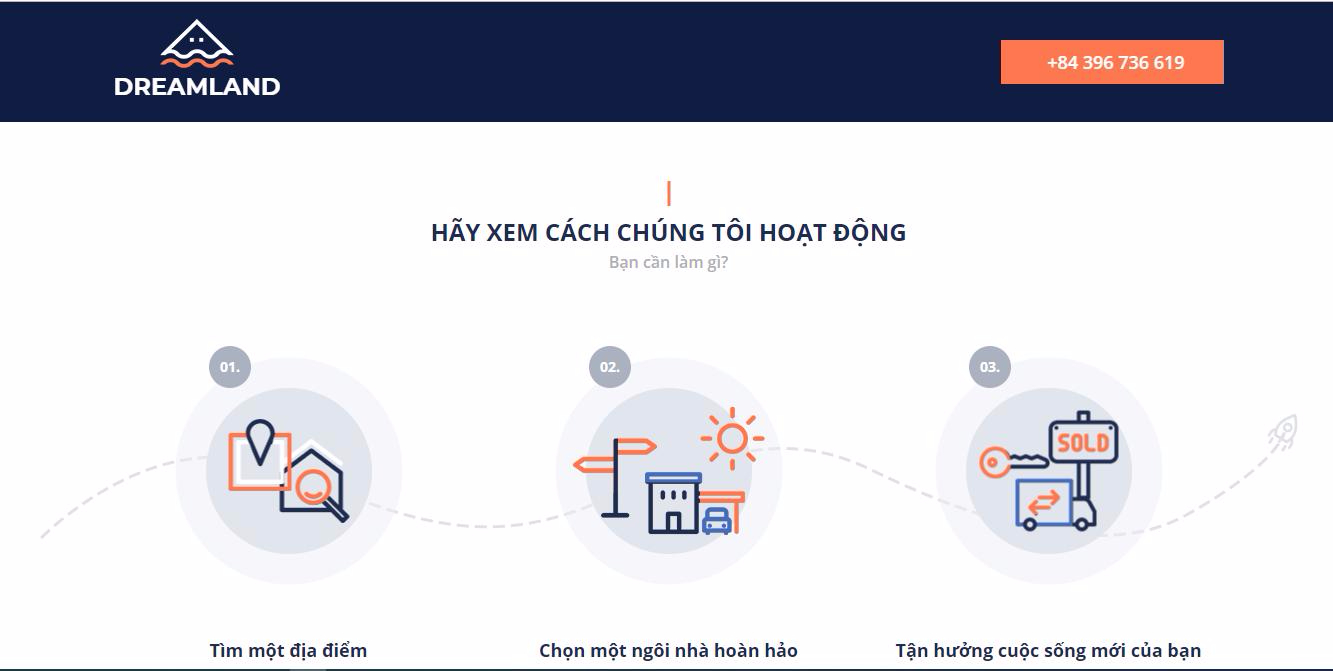 DREAMLAND
+84 396 736 619
HÃY XEM CÁCH CHÚNG TÔI HOẠT ĐỘNG
Bạn cần làm gì?
01.
02.
03.
SOLD
Tìm một địa điểm
Chọn một ngôi nhà hoàn hảo
Tận hưởng cuộc sống mới của bạn